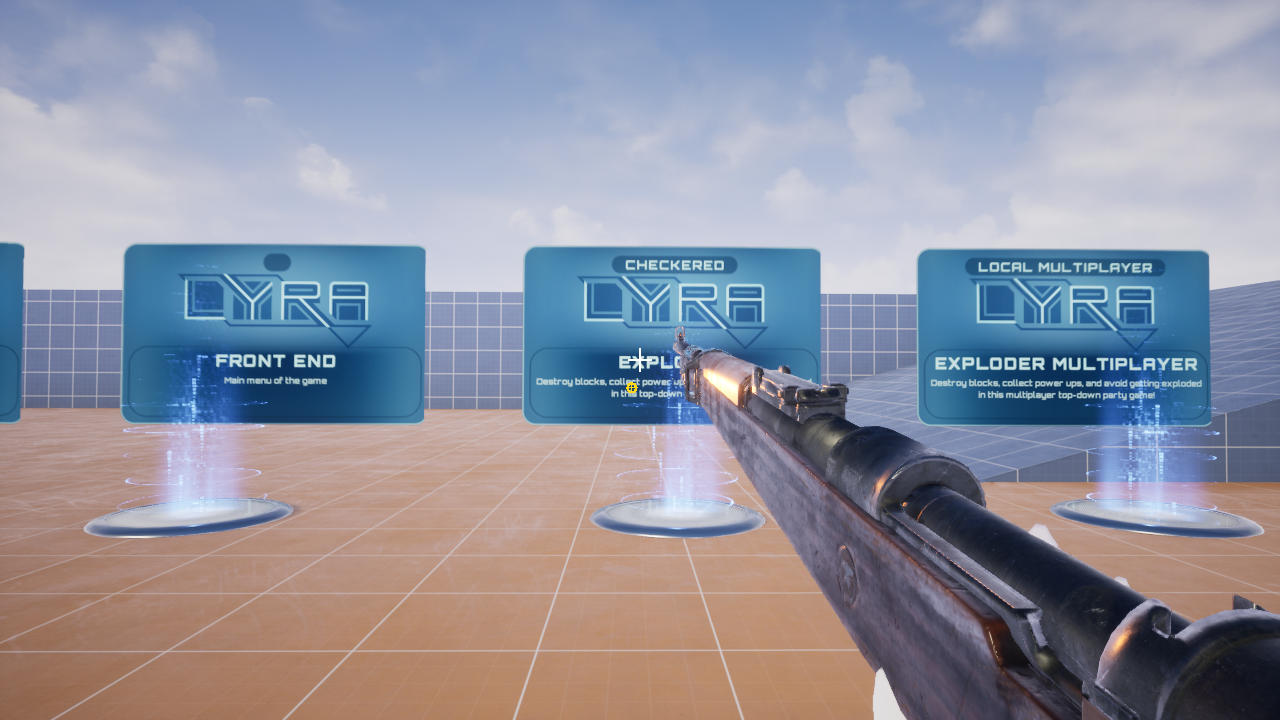 LYRA
FRONT END
Main menu of the game
CHECKERED
LYRA
Destroy blocks, collect power
in this top-down
LOCAL MULTIPLAYER
LYRA
EXPLODER MULTIPLAYER
Destroy blocks, collect power ups, and avoid getting exploded
in this multiplayer top-down party game!